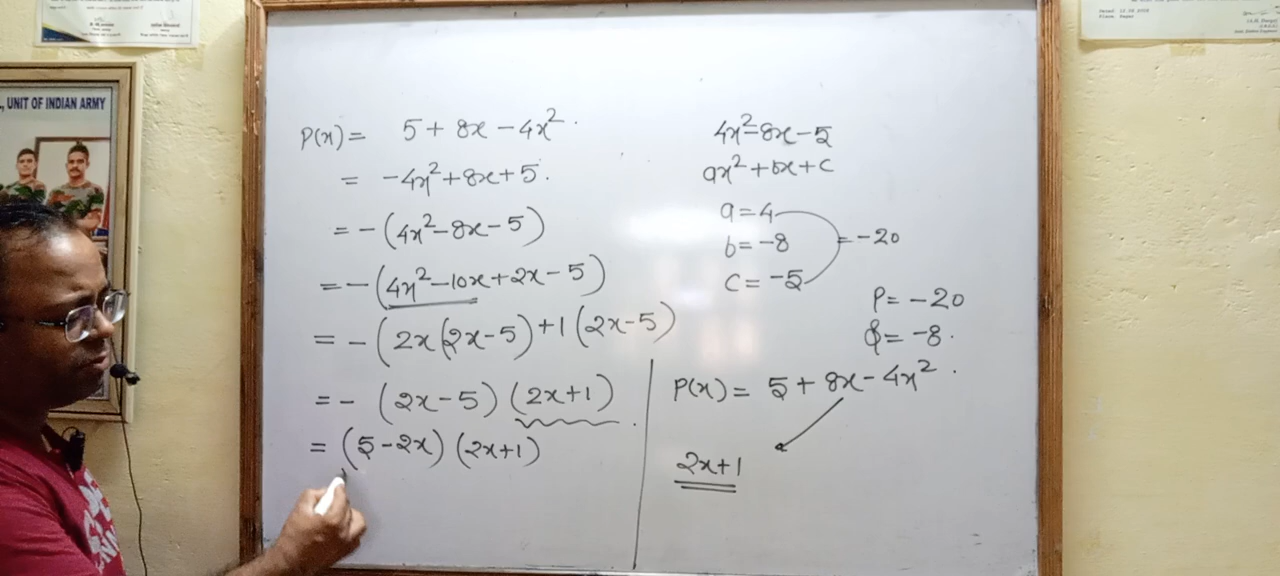 , UNIT OF INDIAN ARMY
P(x) = 5 + 8x - 4x²
= -4x² + 8x + 5.
= -(4x² - 8x - 5)
= -(4x² - 10x + 2x - 5)
= -(2x(2x - 5) + 1(2x - 5)
= -(2x - 5)(2x + 1)
= (5 - 2x)(2x + 1)
4x² - 8x - 5
ax² + bx + c
a = 4
b = -8
= -20
c = -5
P = -20
S = -8.
P(x) = 5 + 8x - 4x².
2x + 1